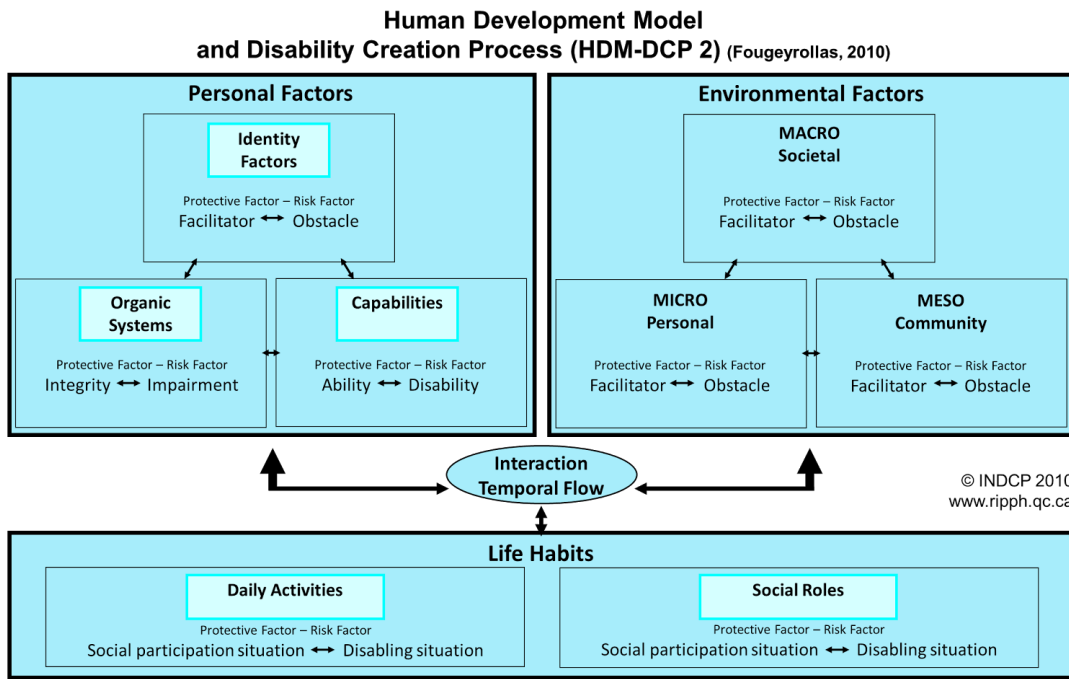 Human Development Model
and Disability Creation Process (HDM-DCP 2) (Fougeyrollas, 2010)
Personal Factors
Identity
Factors
Protective Factor – Risk Factor
Facilitator ↔ Obstacle
Organic
Systems
Protective Factor – Risk Factor
Integrity ↔ Impairment
Capabilities
Protective Factor – Risk Factor
Ability ↔ Disability
Environmental Factors
MACRO
Societal
Protective Factor – Risk Factor
Facilitator ↔ Obstacle
MICRO
Personal
Protective Factor – Risk Factor
Facilitator ↔ Obstacle
MESO
Community
Protective Factor – Risk Factor
Facilitator ↔ Obstacle
Interaction
Temporal Flow
© INDCP 2010
www.ripph.qc.ca
Life Habits
Daily Activities
Protective Factor – Risk Factor
Social participation situation ↔ Disabling situation
Social Roles
Protective Factor – Risk Factor
Social participation situation ↔ Disabling situation